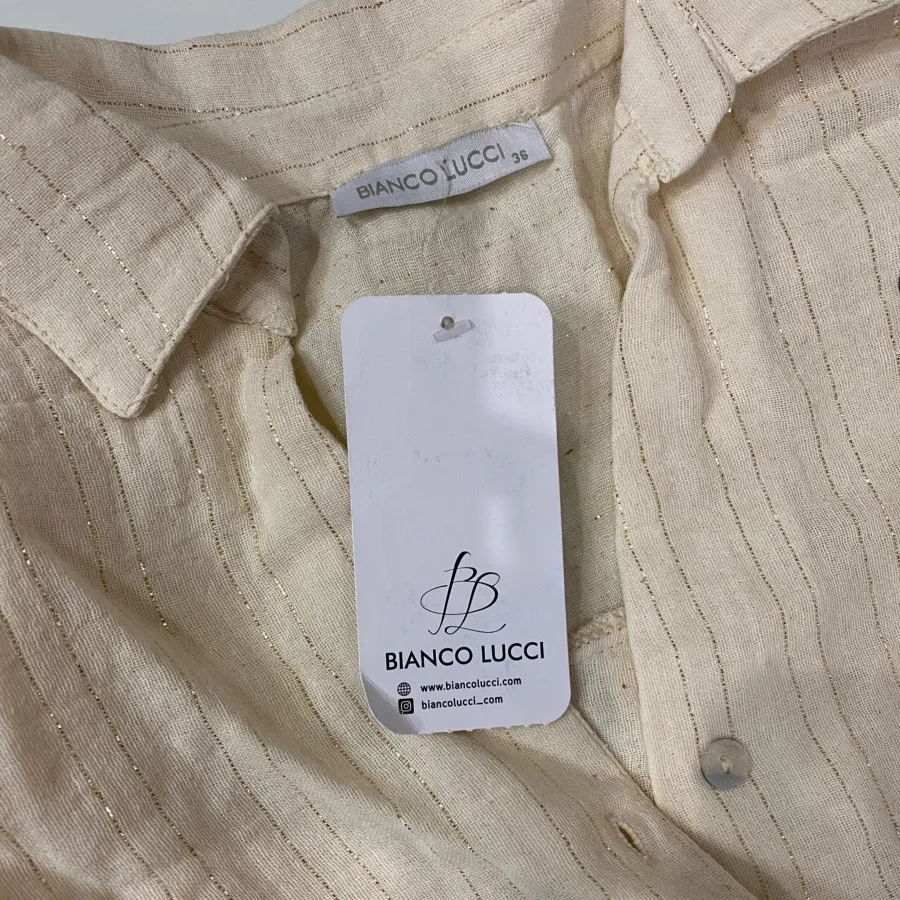 BIANCO LUCCI 36
BL
BIANCO LUCCI
www.biancolucci.com
biancolucci_com